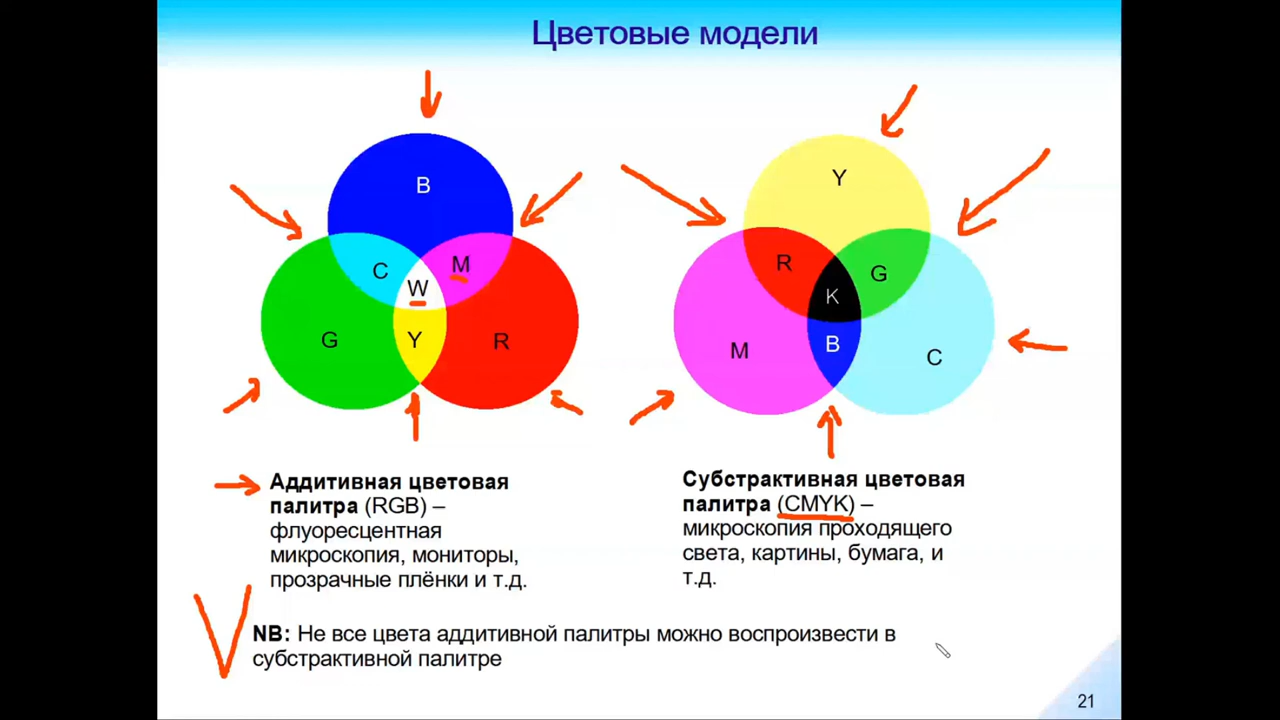 Цветовые модели
B
C
M
W
G
Y
R
Y
R
G
K
M
B
C
Аддитивная цветовая
палитра (RGB) –
флуоресцентная
микроскопия, мониторы,
прозрачные плёнки и т.д.
Субстрактивная цветовая
палитра (CMYK) –
микроскопия проходящего
света, картины, бумага, и
т.д.
NB: Не все цвета аддитивной палитры можно воспроизвести в
субстрактивной палитре
21